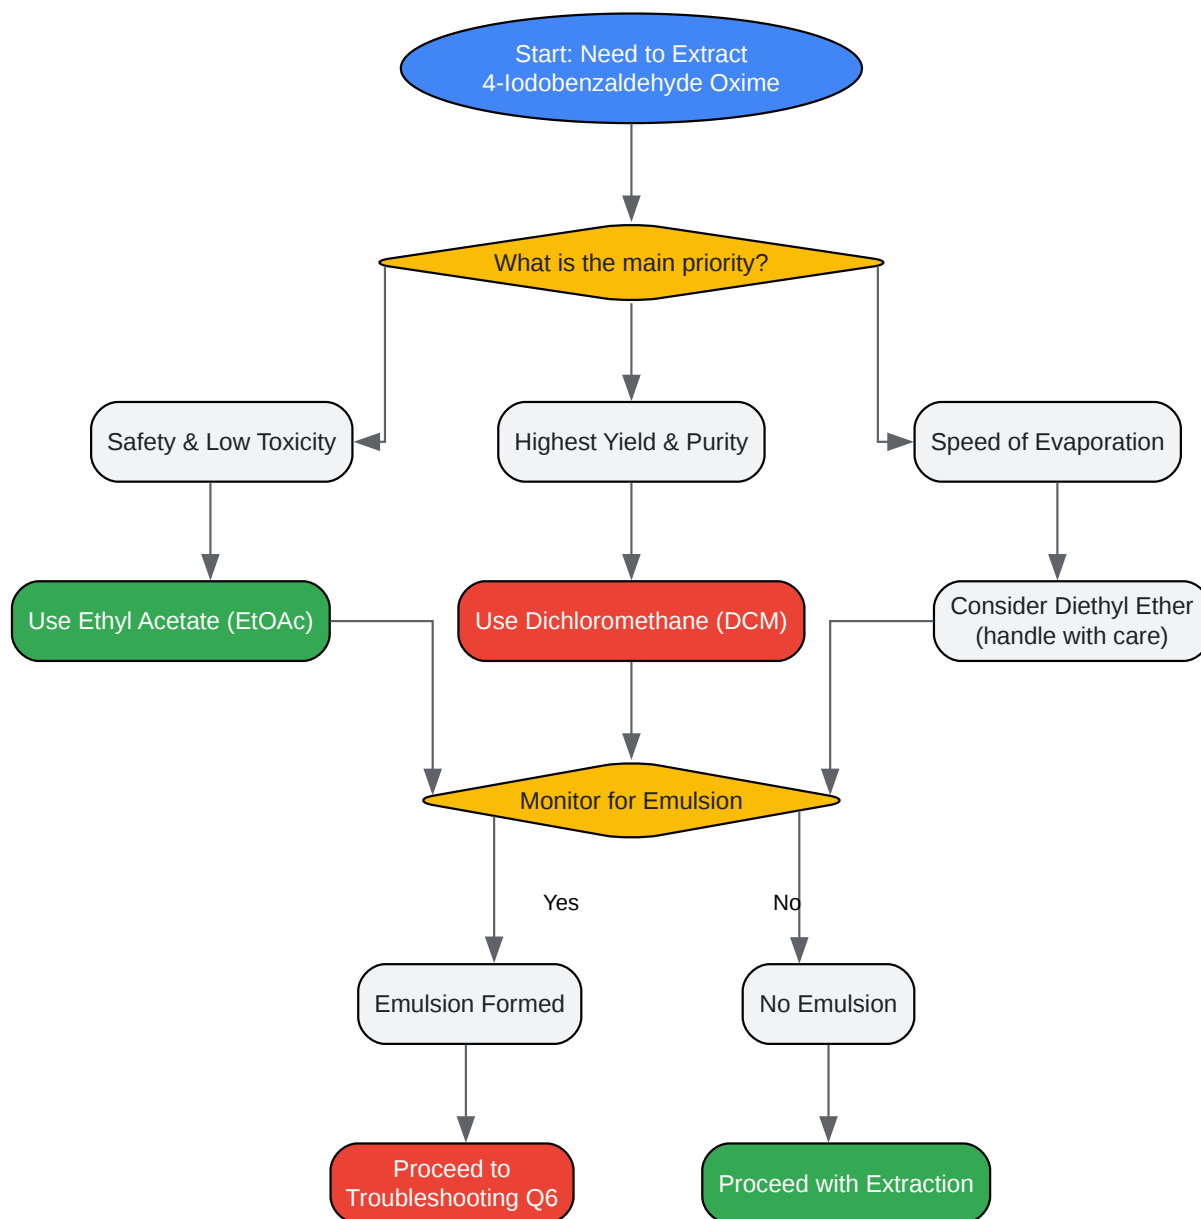 Start: Need to Extract
4-Iodobenzaldehyde Oxime
What is the main priority?
Safety & Low Toxicity
Highest Yield & Purity
Speed of Evaporation
Use Ethyl Acetate (EtOAc)
Use Dichloromethane (DCM)
Consider Diethyl Ether
(handle with care)
Monitor for Emulsion
Yes
No
Emulsion Formed
No Emulsion
Proceed to
Troubleshooting Q6
Proceed with Extraction